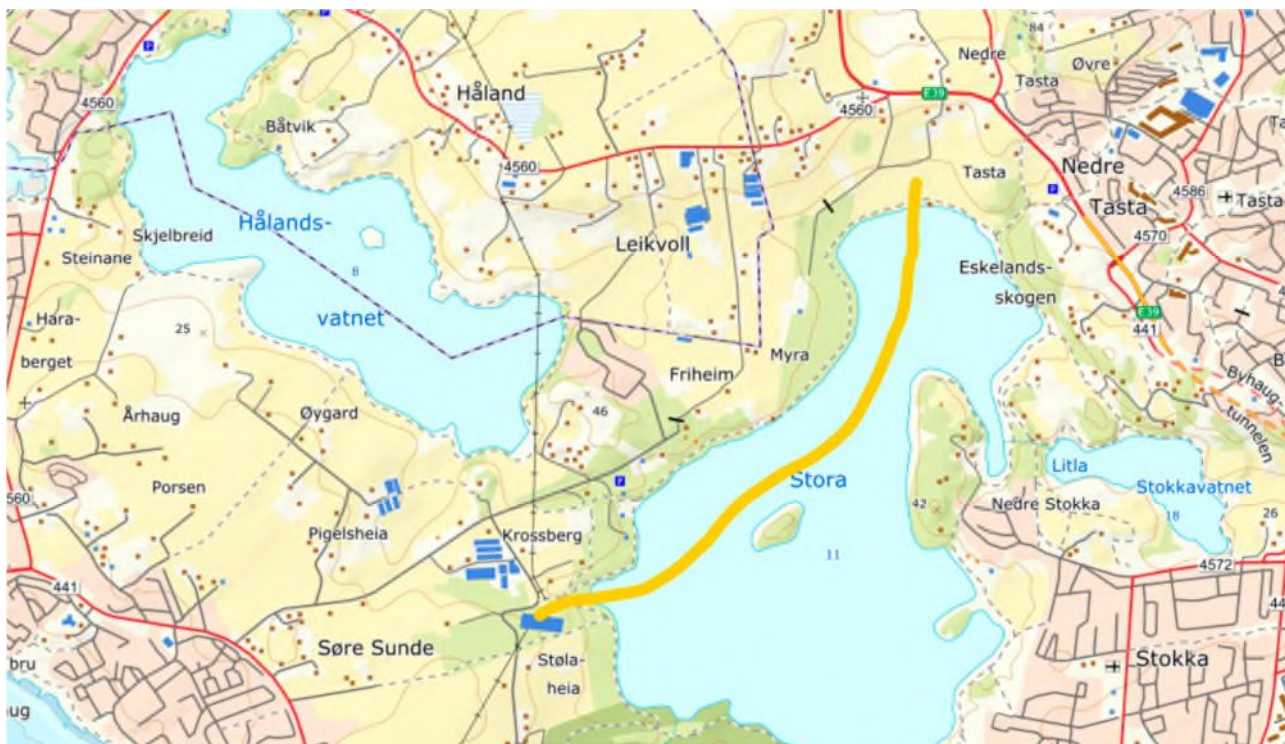 P
P
84
Nedre
Tasta
Øvre
4560
Håland
E39
4560
Båtvik
4560
Nedre
Tasta
Tasta
P
4586
Tasta
4570
Hålands-
vatnet
8
Skjelbreid
Steinane
Leikvoll
Eskelands-
skogen
E39
441
25
Hara-
berget
Myra
Friheim
Byhaug-
tunnelen
Århaug
Øygard
46
Litla
Stokkavatnet
18
Stora
11
P
42
Nedre Stokka
26
Porsen
560
Pigelsheia
Krossberg
4572
441
44
Søre Sunde
Støla-
heia
Stokka
bru
aug